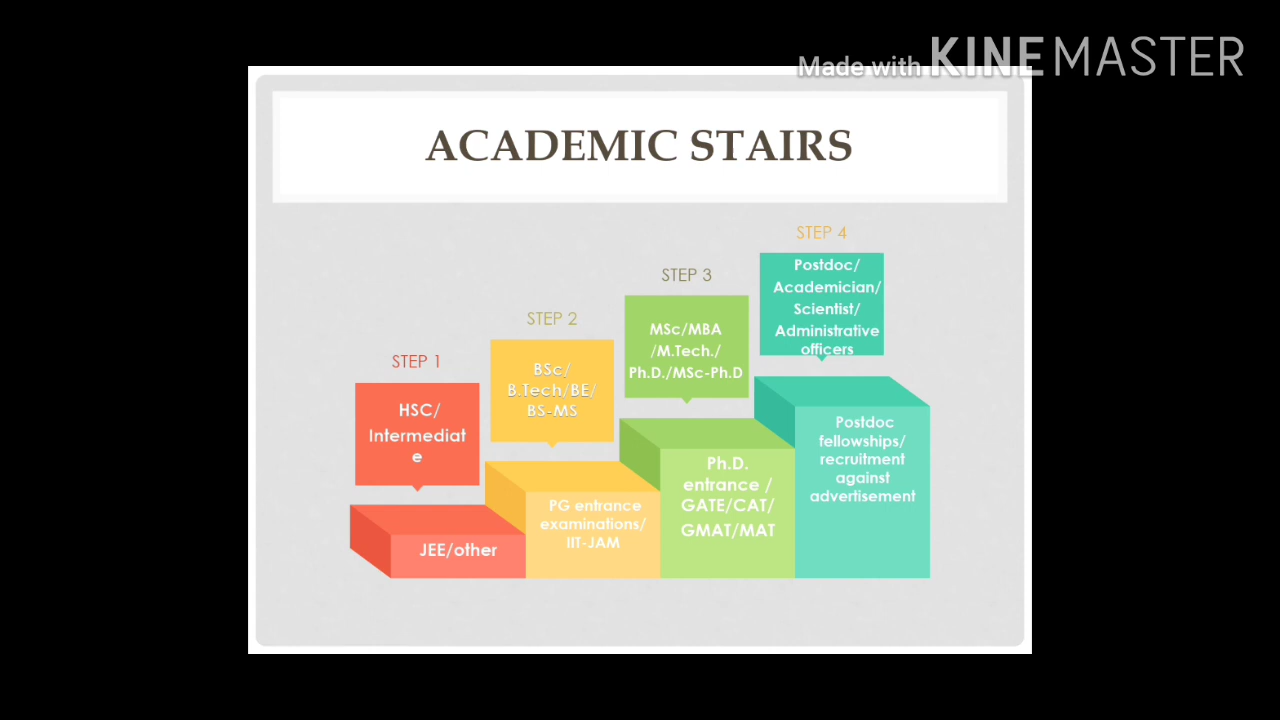 Made with KINEMASTER
ACADEMIC STAIRS
STEP 1
HSC/
Intermediat
e
JEE/other
STEP 2
BSc/
B.Tech/BE/
BS-MS
PG entrance
examinations/
IIT-JAM
STEP 3
MSc/MBA
/M.Tech./
Ph.D./MSc-Ph.D
Ph.D.
entrance /
GATE/CAT/
GMAT/MAT
STEP 4
Postdoc/
Academician/
Scientist/
Administrative
officers
Postdoc
fellowships/
recruitment
against
advertisement